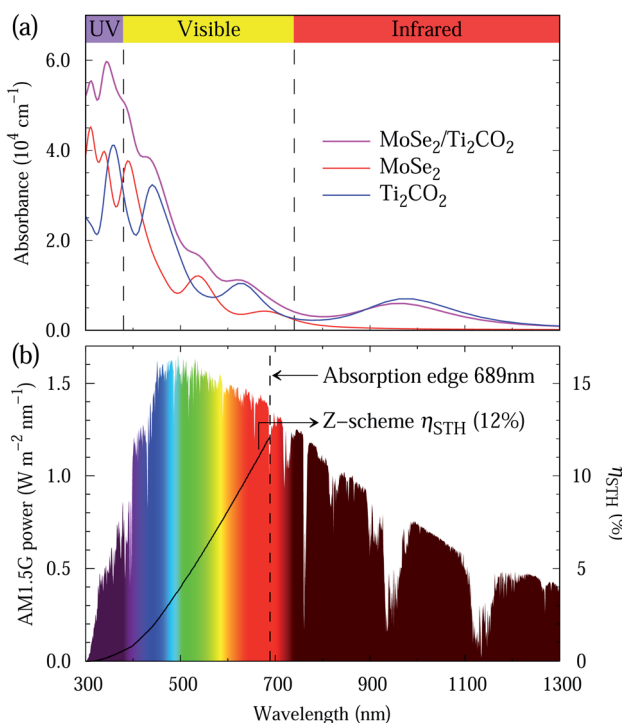 (a)
UV Visible Infrared
6.0
4.0
2.0
0.0
Absorbance (10⁴ cm⁻¹)
MoSe₂/Ti₂CO₂
MoSe₂
Ti₂CO₂
(b)
1.5
1.0
0.5
0.0
AM1.5G power (W m⁻² nm⁻¹)
Absorption edge 689nm
Z−scheme ηSTH (12%)
15
10
5
0
ηSTH (%)
300 500 700 900 1100 1300
Wavelength (nm)